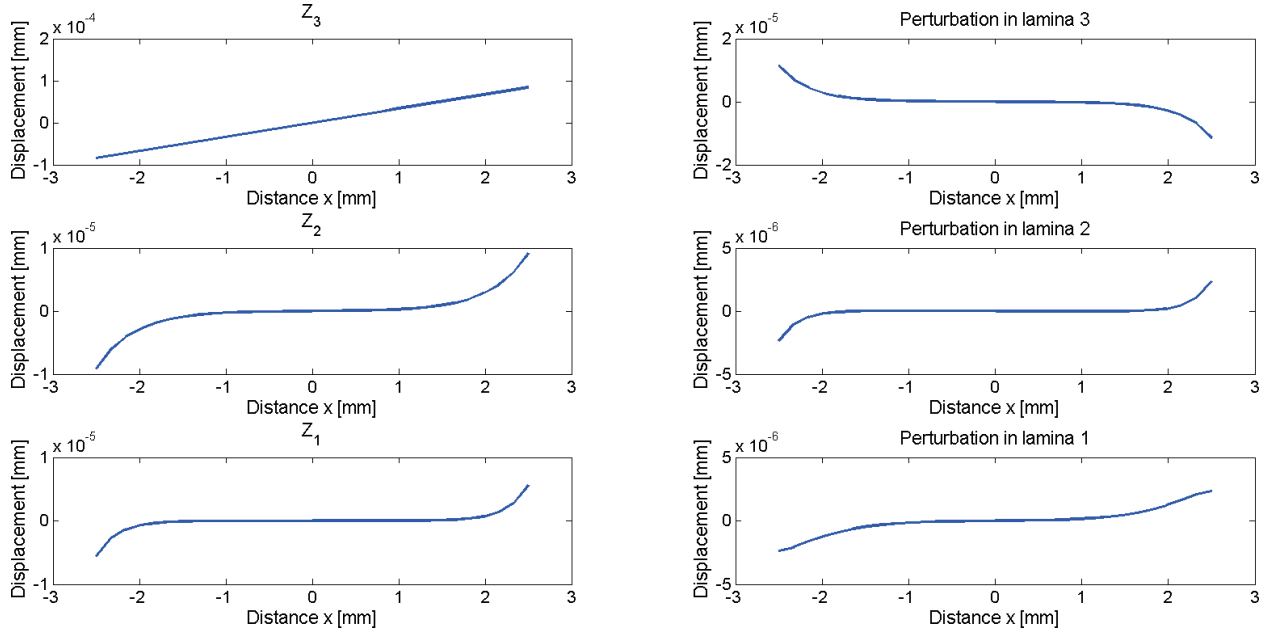 x 10-4
Z3
Displacement [mm]
2
1
0
-1
-3 -2 -1 0 1 2 3
Distance x [mm]
x 10-5
Perturbation in lamina 3
Displacement [mm]
2
0
-2
-3 -2 -1 0 1 2 3
Distance x [mm]
x 10-5
Z2
Displacement [mm]
1
0
-1
-3 -2 -1 0 1 2 3
Distance x [mm]
x 10-6
Perturbation in lamina 2
Displacement [mm]
5
0
-5
-3 -2 -1 0 1 2 3
Distance x [mm]
x 10-5
Z1
Displacement [mm]
1
0
-1
-3 -2 -1 0 1 2 3
Distance x [mm]
x 10-6
Perturbation in lamina 1
Displacement [mm]
5
0
-5
-3 -2 -1 0 1 2 3
Distance x [mm]